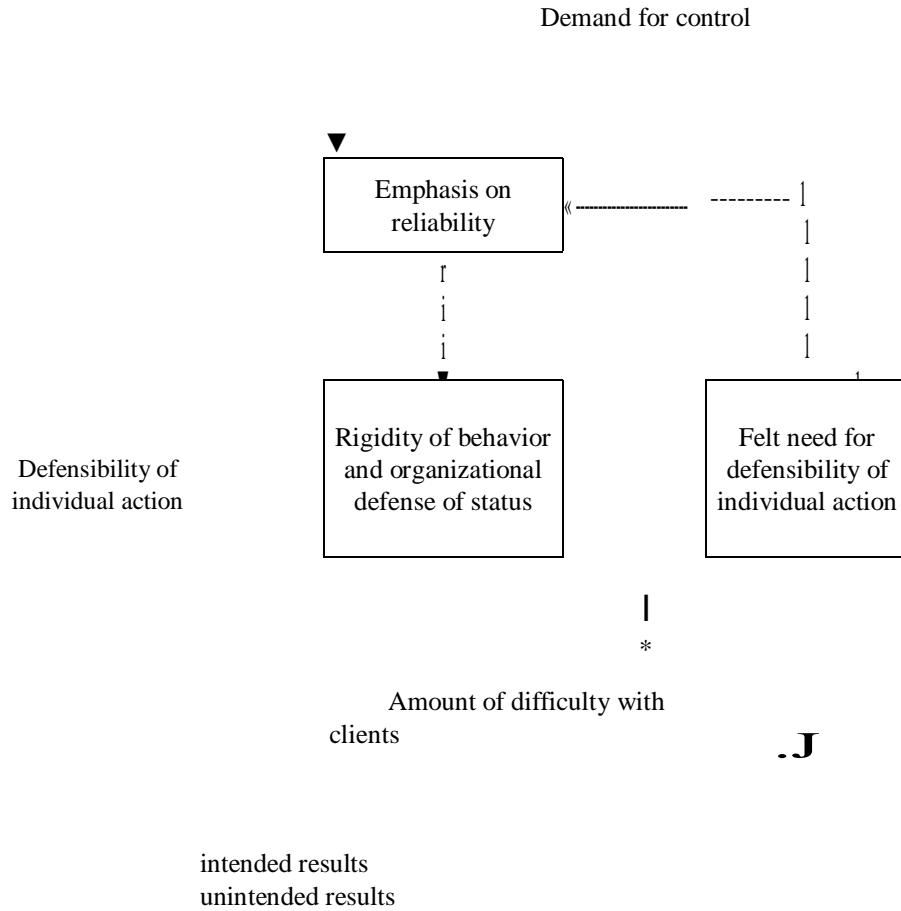 Demand for control
Emphasis on
reliability
Rigidity of behavior
and organizational
defense of status
Felt need for
defensibility of
individual action
Defensibility of
individual action
Amount of difficulty with
clients
.J
intended results
unintended results